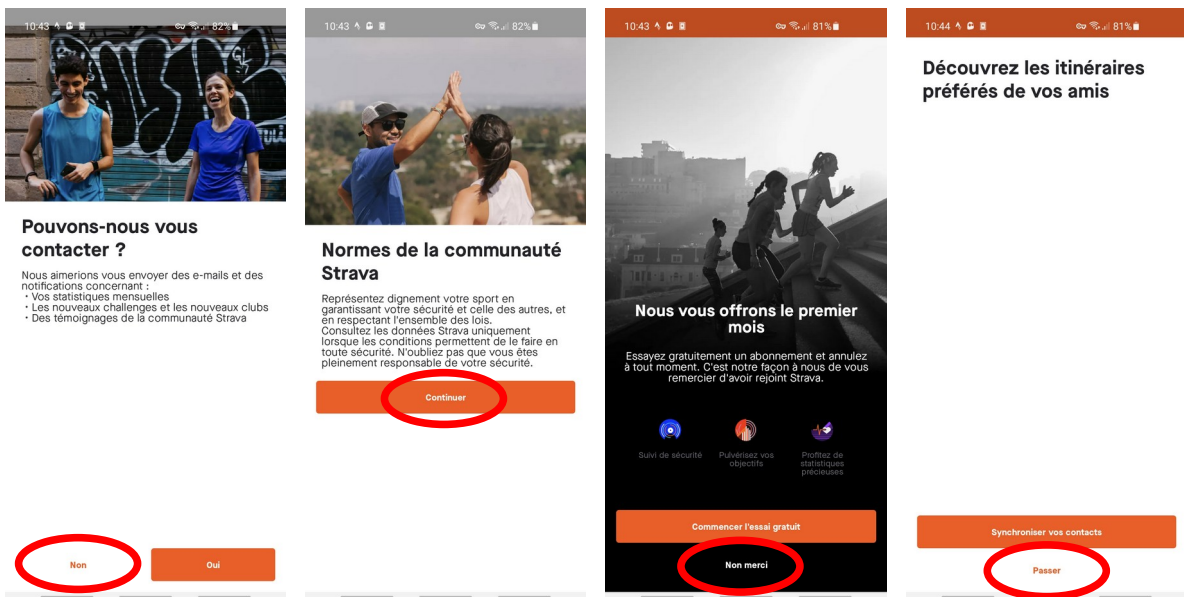 10:43 82%
Pouvons-nous vous
contacter ?
Nous aimerions vous envoyer des e-mails et des
notifications concernant :
• Vos statistiques mensuelles
• Les nouveaux challenges et les nouveaux clubs
• Des témoignages de la communauté Strava
Non
Oui
10:43 82%
Normes de la communauté
Strava
Représentez dignement votre sport en
garantissant votre sécurité et celle des autres, et
en respectant l'ensemble des lois.
Consultez les données Strava uniquement
lorsque les conditions permettent de le faire en
toute sécurité. N'oubliez pas que vous êtes
pleinement responsable de votre sécurité.
Continuer
10:43 81%
Nous vous offrons le premier
mois
Essayez gratuitement un abonnement et annulez
à tout moment. C'est notre façon à nous de vous
remercier d'avoir rejoint Strava.
Suivi de sécurité
Pulvérisez vos
objectifs
Profitez de
statistiques
précieuses
Commencer l'essai gratuit
Non merci
10:44 81%
Découvrez les itinéraires
préférés de vos amis
Synchroniser vos contacts
Passer